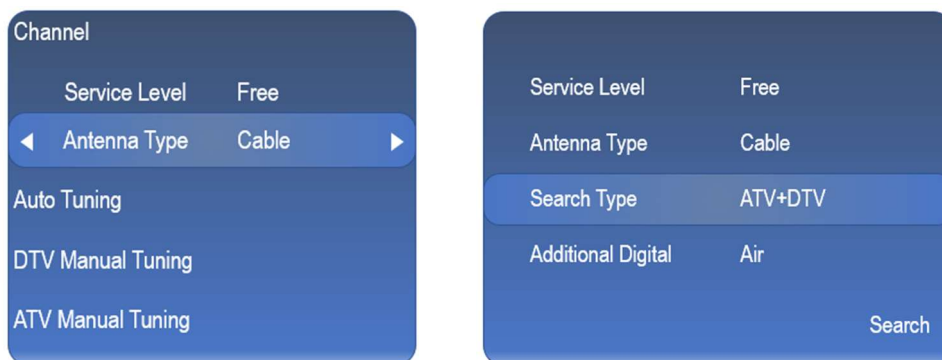 Channel
Service Level Free
Antenna Type Cable
Auto Tuning
DTV Manual Tuning
ATV Manual Tuning
Service Level Free
Antenna Type Cable
Search Type ATV+DTV
Additional Digital Air
Search